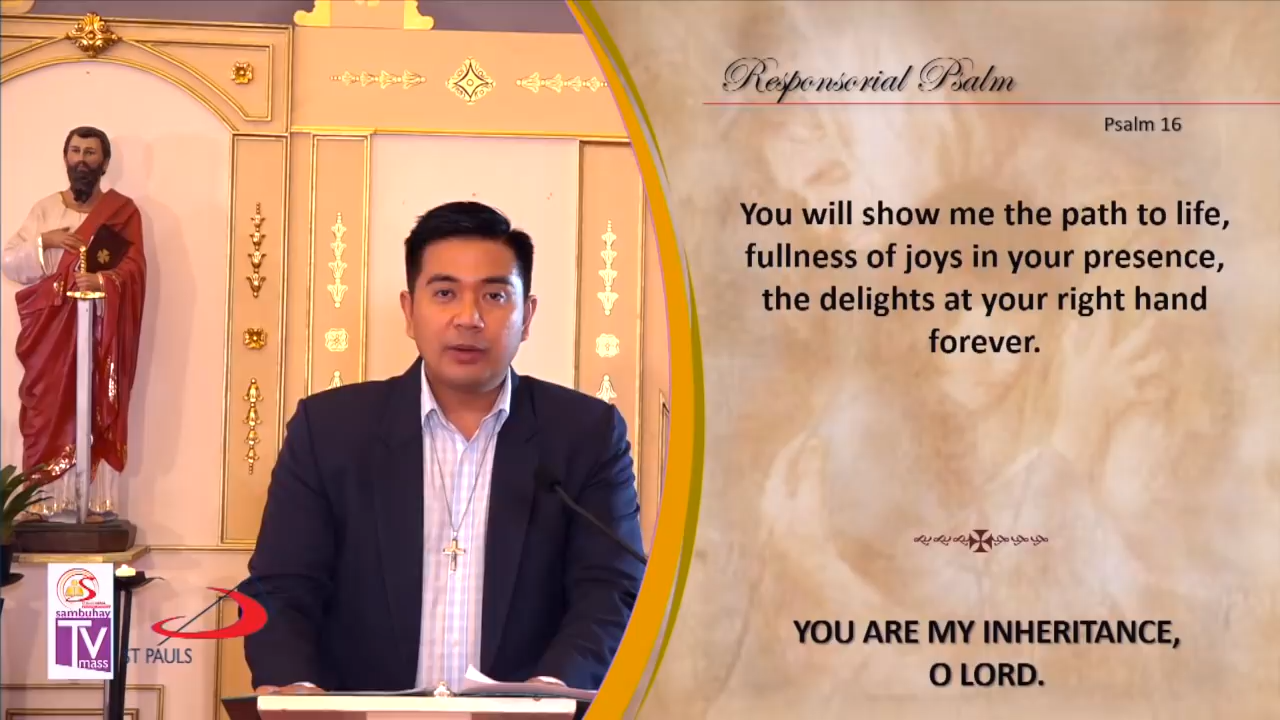 Responsorial Psalm
Psalm 16
You will show me the path to life,
fullness of joys in your presence,
the delights at your right hand
forever.
YOU ARE MY INHERITANCE,
O LORD.
sambuhay
TV
mass
ST PAULS